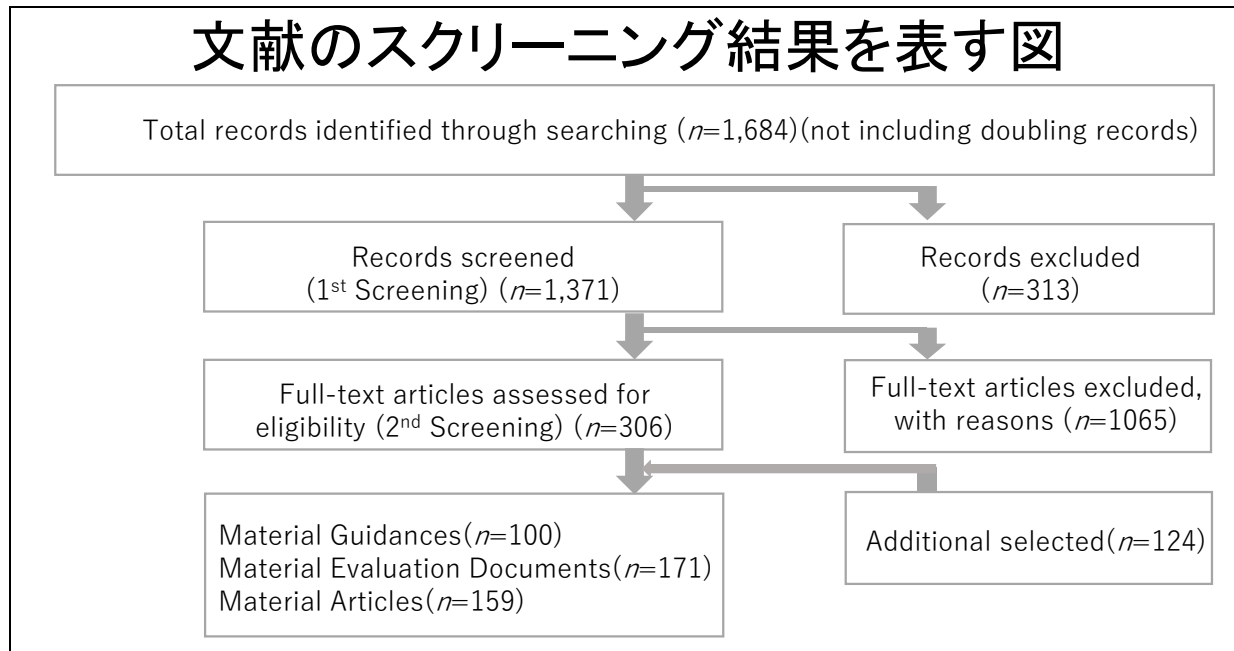 文献のスクリーニング結果を表す図
Total records identified through searching (n=1,684)(not including doubling records)
Records screened
(1st Screening) (n=1,371)
Records excluded
(n=313)
Full-text articles assessed for
eligibility (2nd Screening) (n=306)
Full-text articles excluded,
with reasons (n=1065)
Material Guidances(n=100)
Material Evaluation Documents(n=171)
Material Articles(n=159)
Additional selected(n=124)